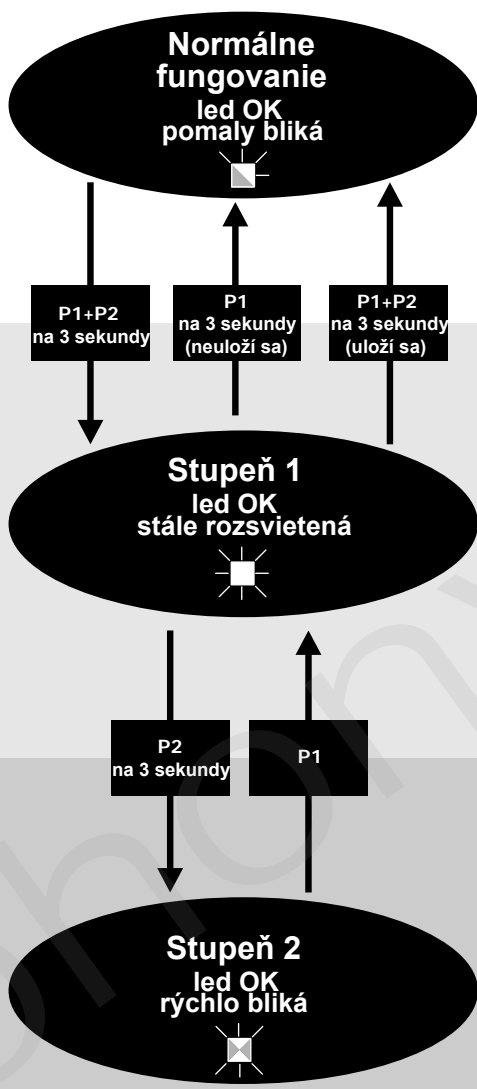 Normálne
fungovanie
led OK
pomaly bliká
P1+P2
na 3 sekundy
P1
na 3 sekundy
(neuloží sa)
P1+P2
na 3 sekundy
(uloží sa)
Stupeň 1
led OK
stále rozsvietená
P2
na 3 sekundy
P1
Stupeň 2
led OK
rýchlo bliká